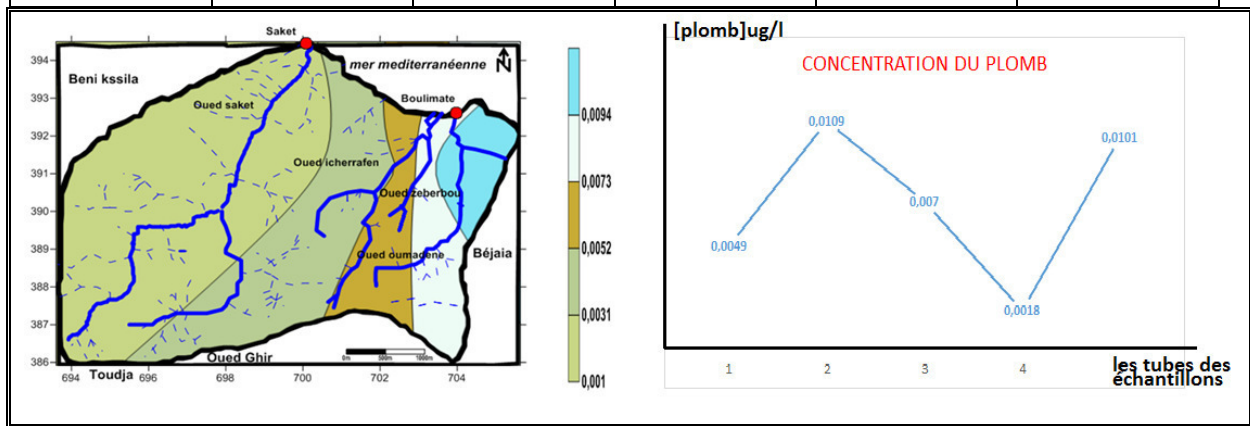 Saket
394
Beni kssila
mer mediterranéenne
N
393
Oued saket
Boulimate
392
Oued icherrafen
391
Oued zeberbou
390
389
Oued oumadene
Béjaia
388
387
386
Oued Ghir
0m 500m 1000m
694 696 698 700 702 704
Toudja
0,0094
0,0073
0,0052
0,0031
0,001
[plomb]ug/l
CONCENTRATION DU PLOMB
0,0049
0,0109
0,007
0,0018
0,0101
1 2 3 4
les tubes des
échantillons